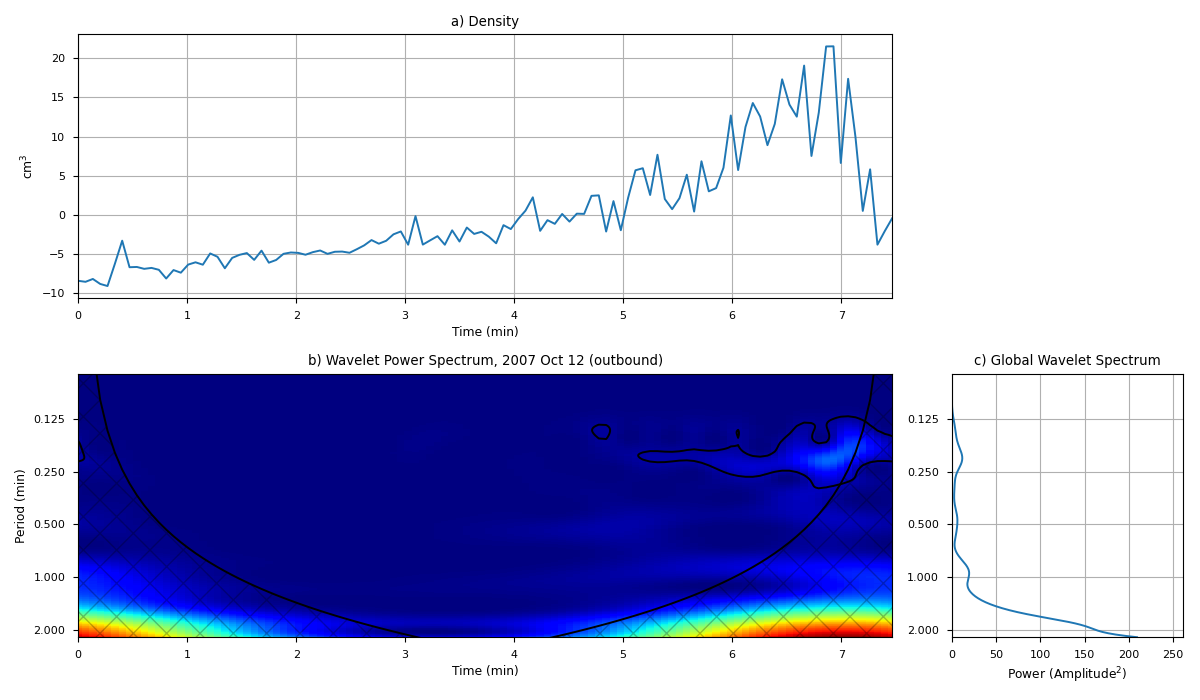 a) Density
20
15
10
5
0
−5
−10
cm³
0 1 2 3 4 5 6 7
Time (min)
b) Wavelet Power Spectrum, 2007 Oct 12 (outbound)
0.125
0.250
0.500
1.000
2.000
Period (min)
0 1 2 3 4 5 6 7
Time (min)
c) Global Wavelet Spectrum
0.125
0.250
0.500
1.000
2.000
0 50 100 150 200 250
Power (Amplitude²)